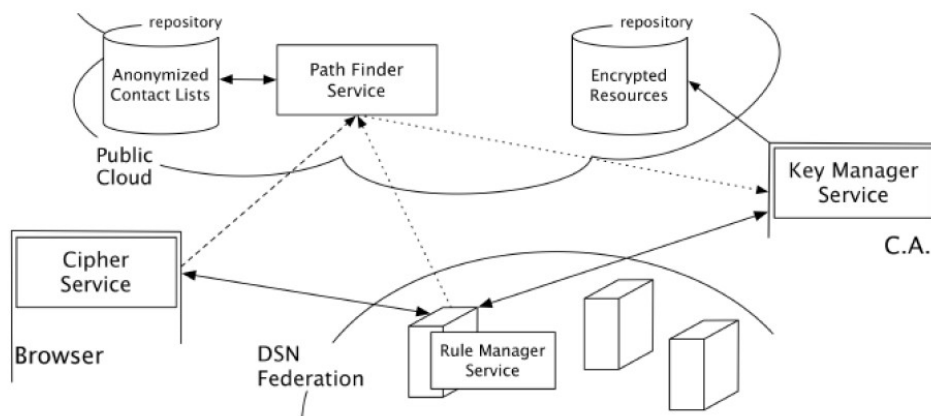 repository
Anonymized
Contact Lists
Path Finder
Service
repository
Encrypted
Resources
Public
Cloud
Key Manager
Service
C.A.
Cipher
Service
Browser
DSN
Federation
Rule Manager
Service